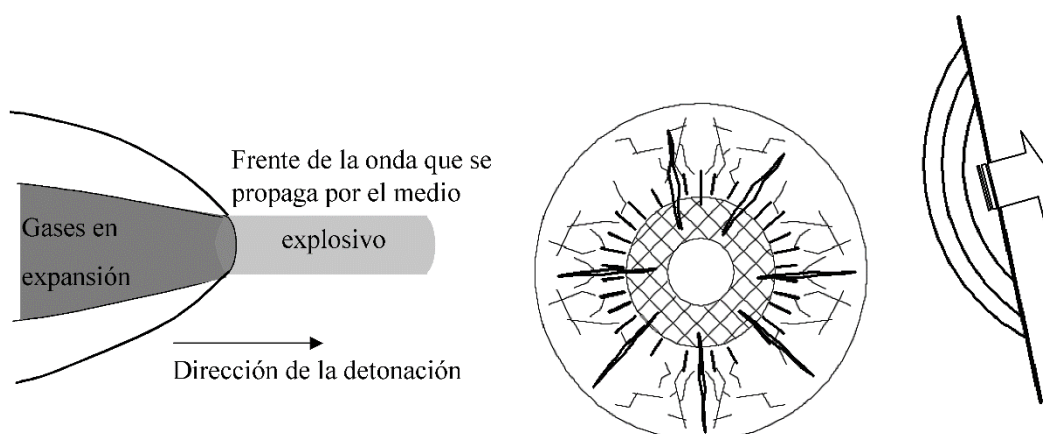 Frente de la onda que se
propaga por el medio
explosivo
Gases en
expansión
Dirección de la detonación